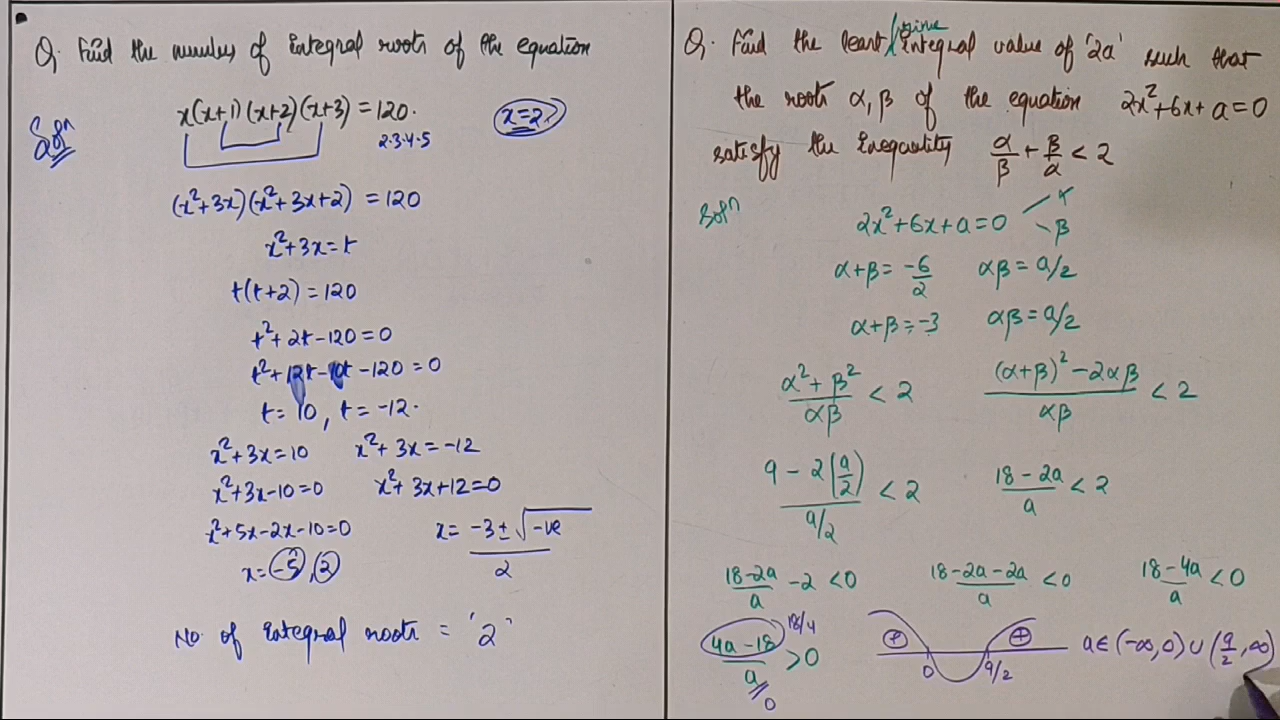 Q. Find the number of integral roots of the equation
Soln
x(x+1)(x+2)(x+3) = 120.
x=2
2·3·4·5
(x²+3x)(x²+3x+2) = 120
x²+3x=t
t(t+2) = 120
t²+2t-120=0
t²+12t-10t-120=0
t=10, t=-12.
x²+3x=10 x²+3x=-12
x²+3x-10=0 x²+3x+12=0
x²+5x-2x-10=0 x= (-3±√-ve)/2
x=-5, 2
No. of integral roots = '2'
Q. Find the least +ive integral value of '2a' such that
the roots α, β of the equation 2x²+6x+a=0
satisfy the inequality α/β + β/α < 2
Soln
2x²+6x+a=0 α
β
α+β = -6/2 αβ = a/2
α+β = -3 αβ = a/2
(α²+β²)/αβ < 2 ((α+β)²-2αβ)/αβ < 2
(9-2(a/2))/(a/2) < 2 (18-2a)/a < 2
(18-2a)/a - 2 < 0 (18-2a-2a)/a < 0 (18-4a)/a < 0
18/4
(4a-18)/a > 0
0
+ 0 9/2 +
a∈(-∞,0)∪(9/2,∞)